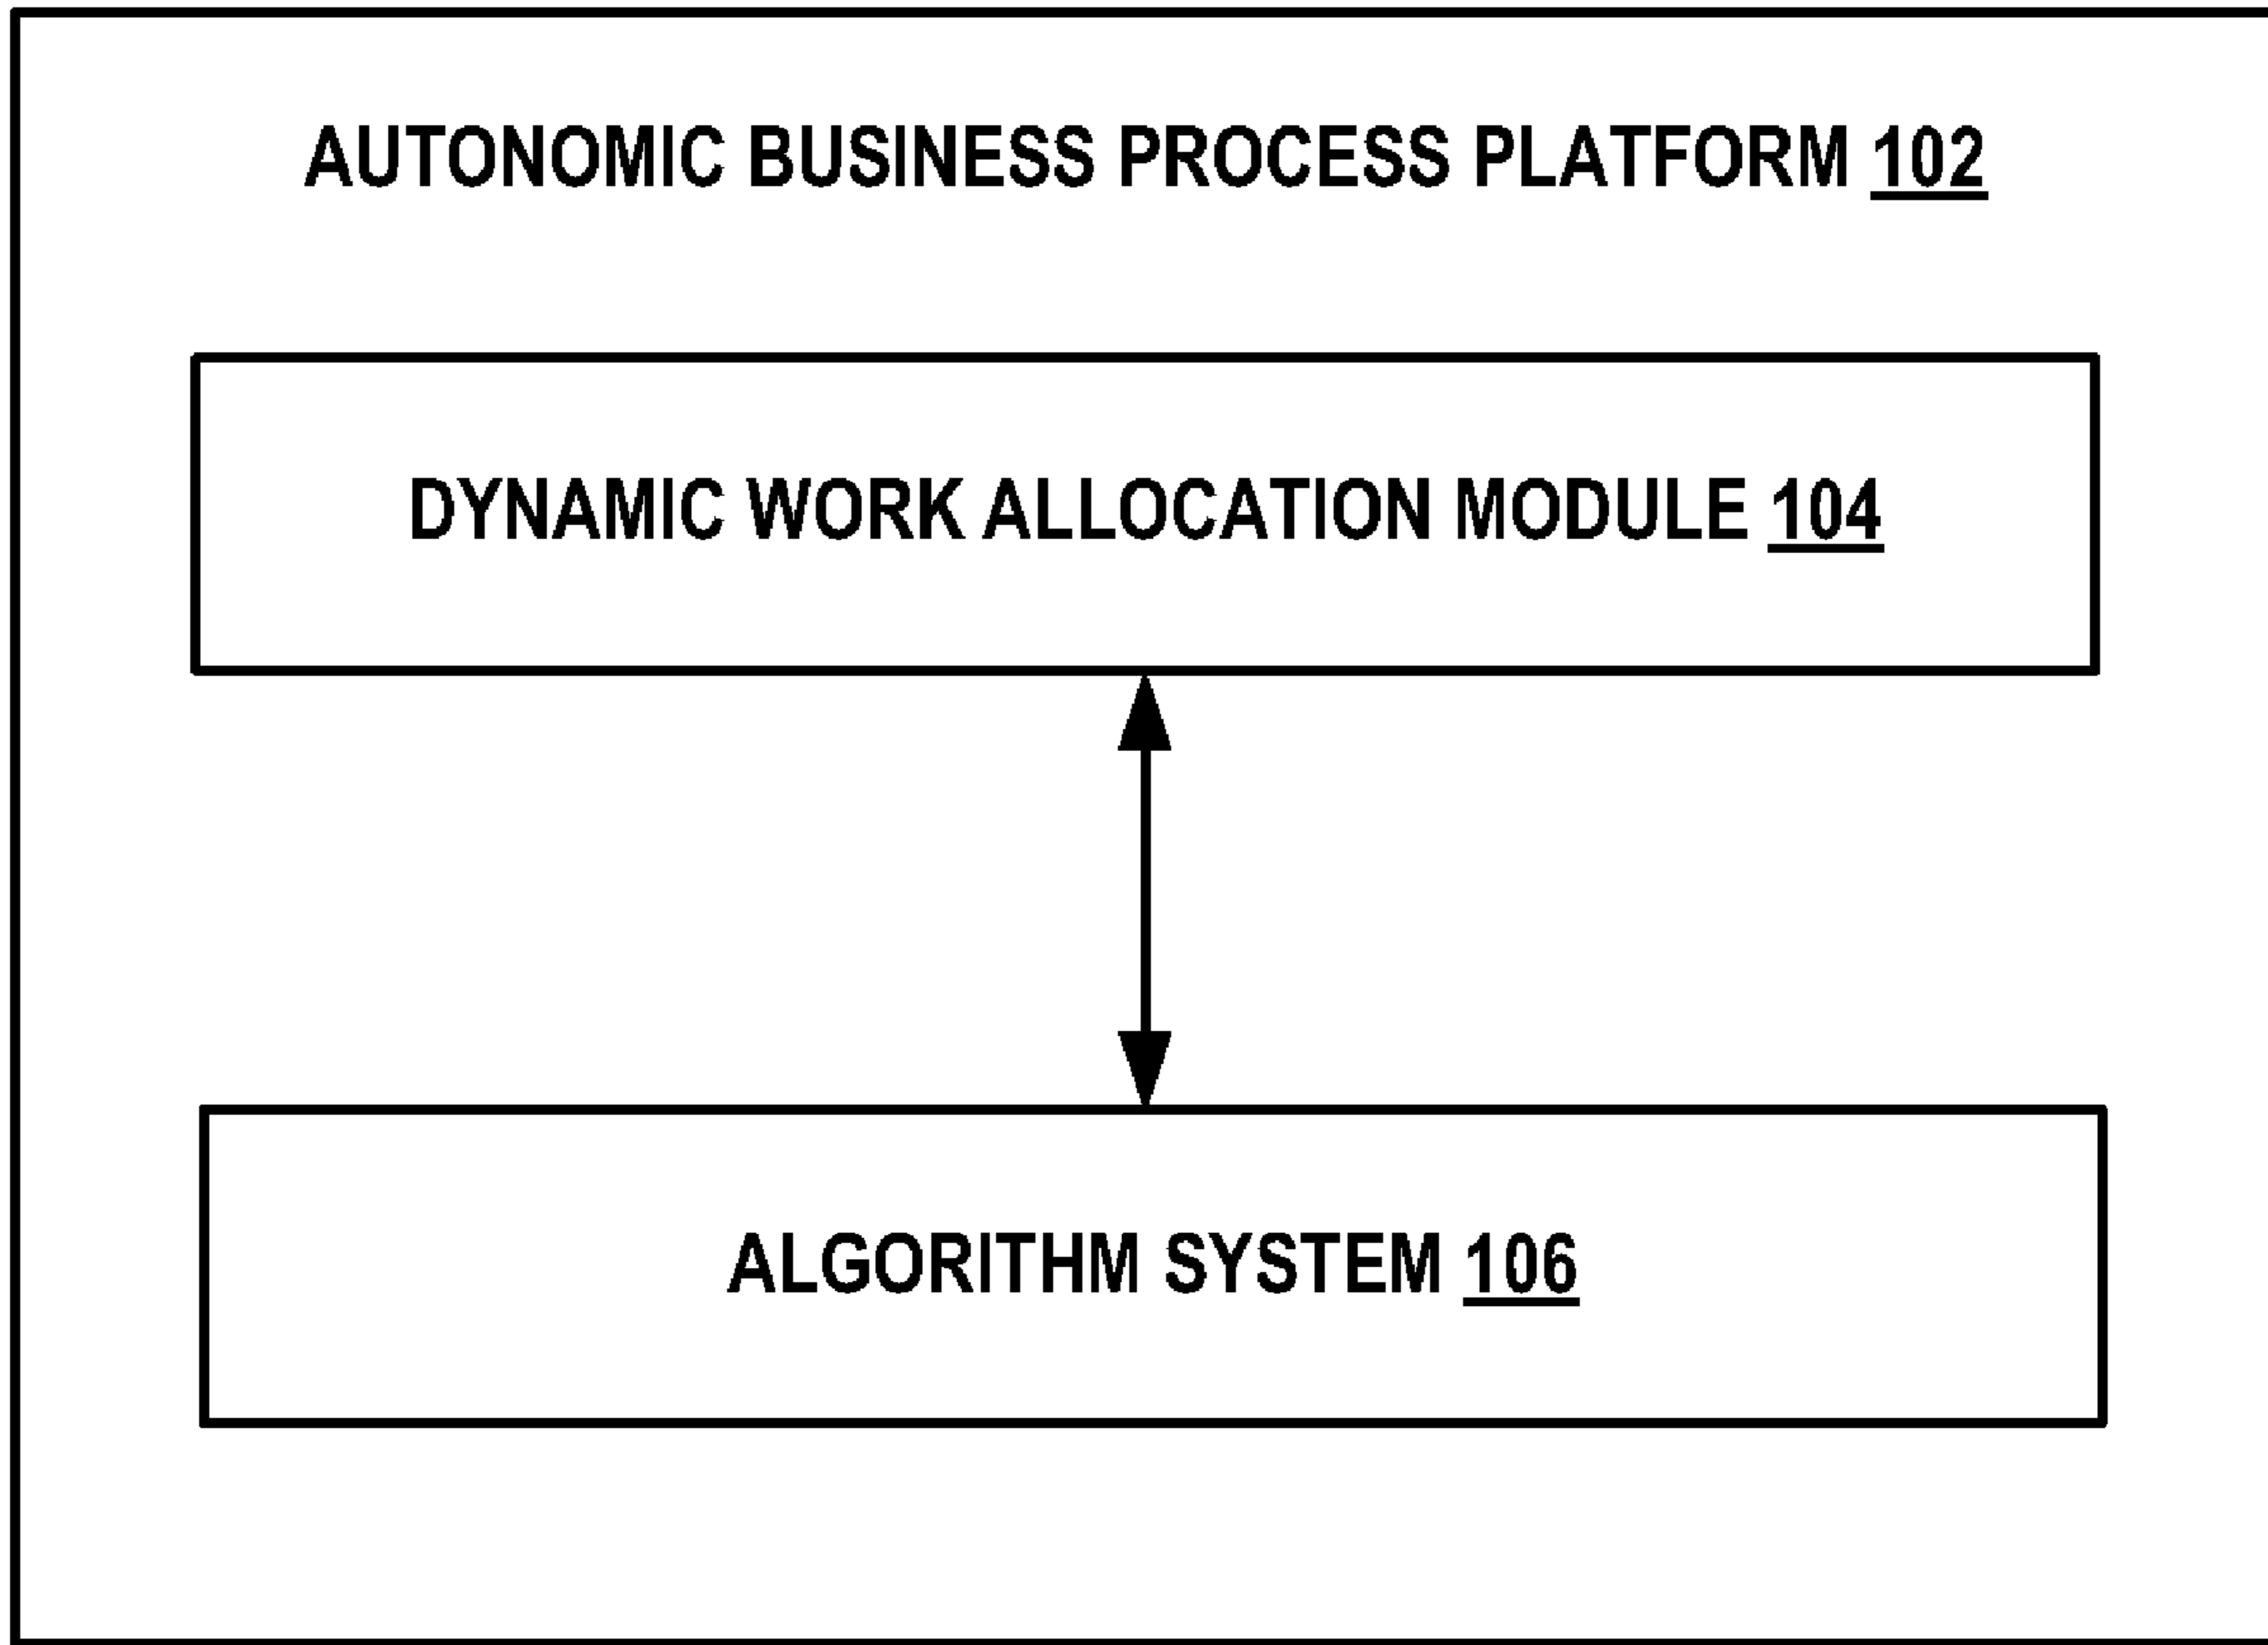 AUTONOMIC BUSINESS PROCESS PLATFORM 102
DYNAMIC WORK ALLOCATION MODULE 104
ALGORITHM SYSTEM 106